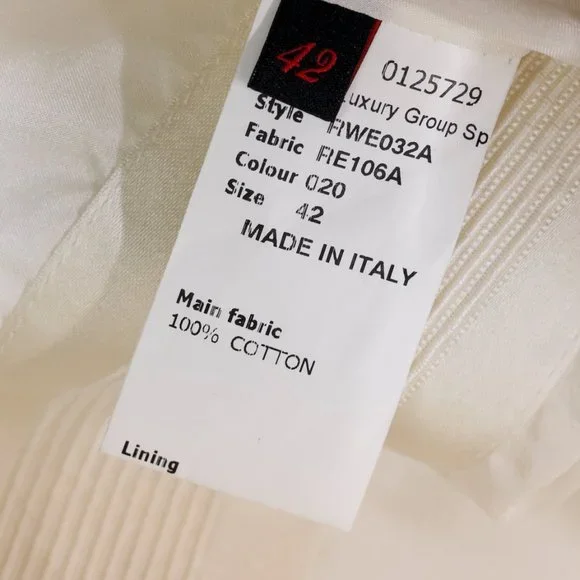 42
0125729
Luxury Group Sp
Style RWE032A
Fabric RE106A
Colour 020
Size 42
MADE IN ITALY
Main fabric
100% COTTON
Lining